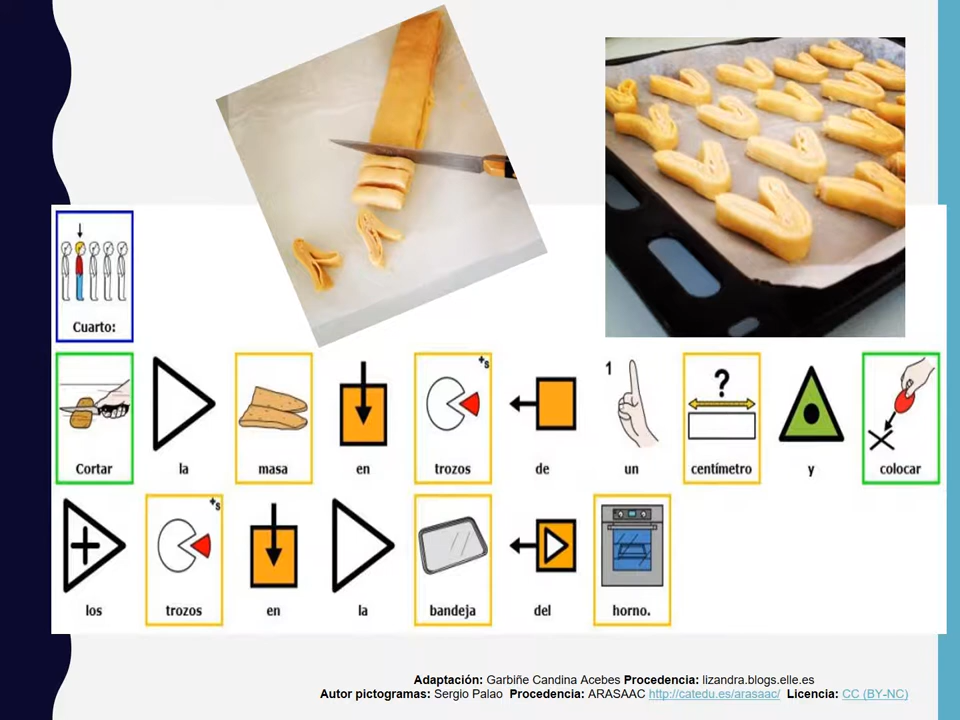 Cuarto:
+s
1
?
Cortar la masa en trozos de un centímetro y colocar
+s
los trozos en la bandeja del horno.
Adaptación: Garbiñe Candina Acebes Procedencia: lizandra.blogs.elle.es
Autor pictogramas: Sergio Palao Procedencia: ARASAAC http://catedu.es/arasaac/ Licencia: CC (BY-NC)